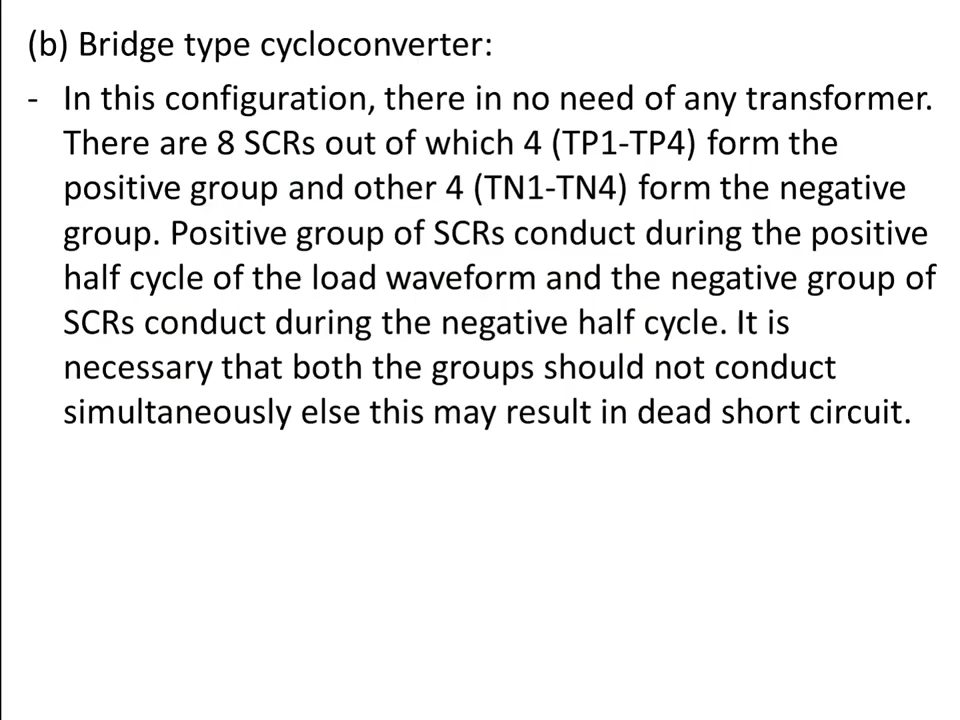 (b) Bridge type cycloconverter:
- In this configuration, there in no need of any transformer.
There are 8 SCRs out of which 4 (TP1-TP4) form the
positive group and other 4 (TN1-TN4) form the negative
group. Positive group of SCRs conduct during the positive
half cycle of the load waveform and the negative group of
SCRs conduct during the negative half cycle. It is
necessary that both the groups should not conduct
simultaneously else this may result in dead short circuit.